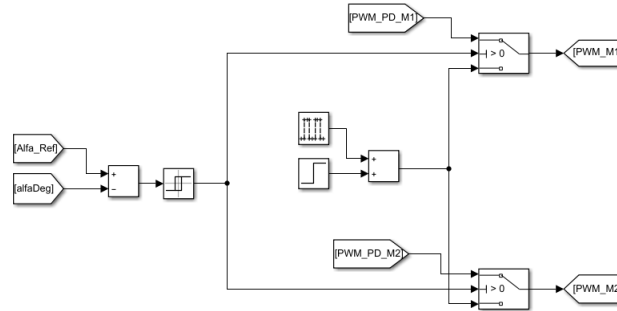 [PWM_PD_M1]
> 0
[PWM_M1
[Alfa_Ref]
+
+
+
−
[alfaDeg]
[PWM_PD_M2]
> 0
[PWM_M2